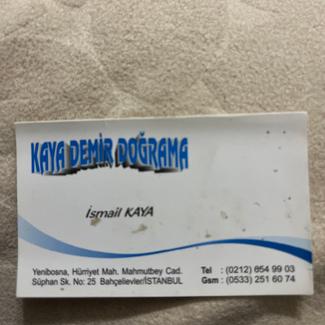 KAYA DEMİR DOĞRAMA
İsmail KAYA
Yenibosna, Hürriyet Mah. Mahmutbey Cad.
Süphan Sk. No: 25 Bahçelievler/İSTANBUL
Tel : (0212) 654 99 03
Gsm : (0533) 251 60 74